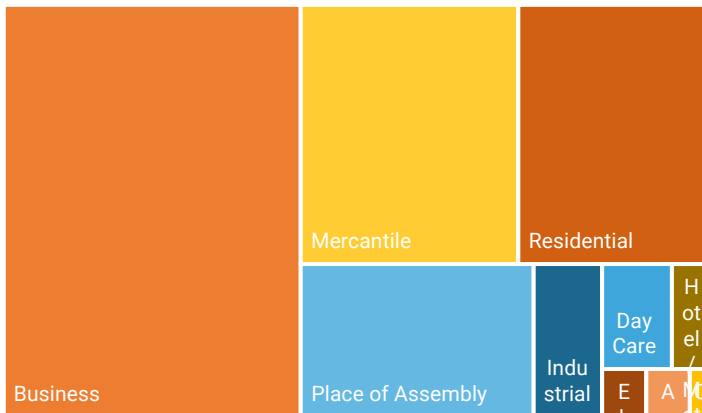 Mercantile
Residential
Business
Place of Assembly
Indu
strial
Day
Care
H
ot
el
/
E
A